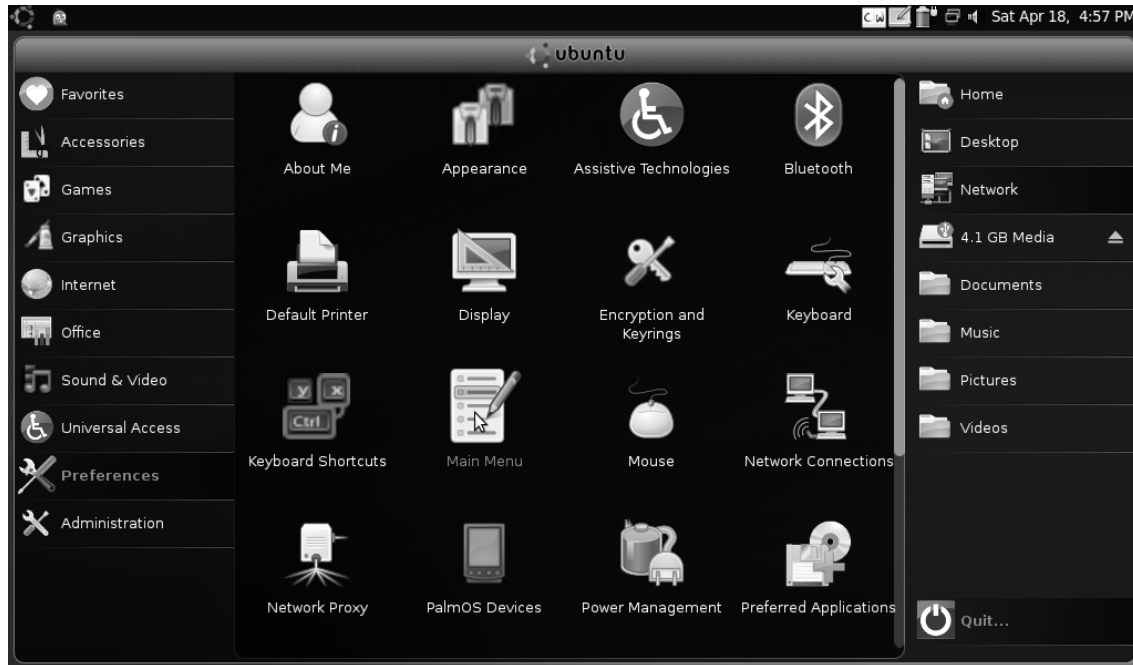 C W
Sat Apr 18, 4:57 PM
ubuntu
Favorites
Accessories
Games
Graphics
Internet
Office
Sound & Video
Universal Access
Preferences
Administration
About Me
Appearance
Assistive Technologies
Bluetooth
Default Printer
Display
Encryption and
Keyrings
Keyboard
y
x
Ctrl
Keyboard Shortcuts
Main Menu
Mouse
Network Connections
Network Proxy
PalmOS Devices
Power Management
Preferred Applications
Home
Desktop
Network
4.1 GB Media
Documents
Music
Pictures
Videos
Quit...